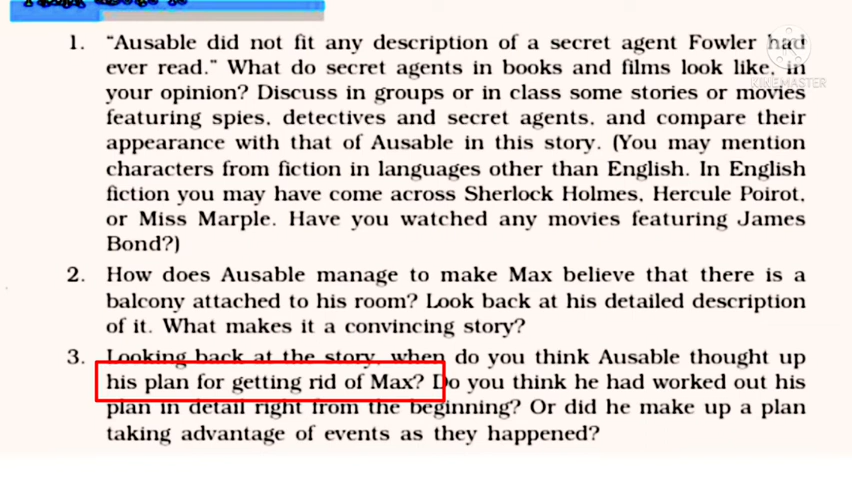 1. "Ausable did not fit any description of a secret agent Fowler had
ever read." What do secret agents in books and films look like, in
your opinion? Discuss in groups or in class some stories or movies
featuring spies, detectives and secret agents, and compare their
appearance with that of Ausable in this story. (You may mention
characters from fiction in languages other than English. In English
fiction you may have come across Sherlock Holmes, Hercule Poirot,
or Miss Marple. Have you watched any movies featuring James
Bond?)
2. How does Ausable manage to make Max believe that there is a
balcony attached to his room? Look back at his detailed description
of it. What makes it a convincing story?
3. Looking back at the story, when do you think Ausable thought up
his plan for getting rid of Max? Do you think he had worked out his
plan in detail right from the beginning? Or did he make up a plan
taking advantage of events as they happened?
KINEMASTER